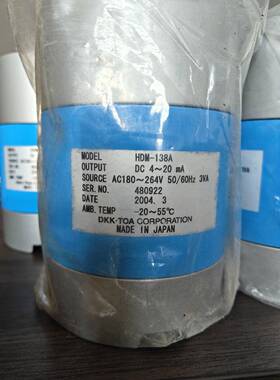 MODEL HDM-138A
OUTPUT DC 4～20 mA
SOURCE AC180～264V 50/60Hz 3VA
SER.NO. 480922
DATE 2004. 3
AMB.TEMP -20～55℃
DKK-TOA CORPORATION
MADE IN JAPAN